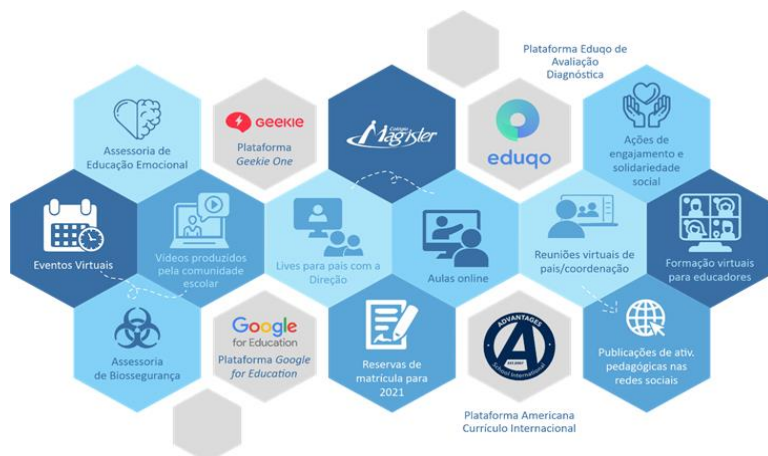 Plataforma Eduqo de
Avaliação
Diagnóstica
Assessoria de
Educação Emocional
GEEKIE
Plataforma
Geekie One
Colégio
Magister
eduqo
Ações de
engajamento e
solidariedade
social
Eventos Virtuais
Vídeos produzidos
pela comunidade
escolar
Lives para pais com a
Direção
Aulas online
Reuniões virtuais de
pais/coordenação
Formação virtuais
para educadores
Assessoria
de Biossegurança
Google
for Education
Plataforma Google
for Education
Reservas de
matrícula para
2021
ADVANTAGES
A
School International
Publicações de ativ.
pedagógicas nas
redes sociais
Plataforma Americana
Currículo Internacional